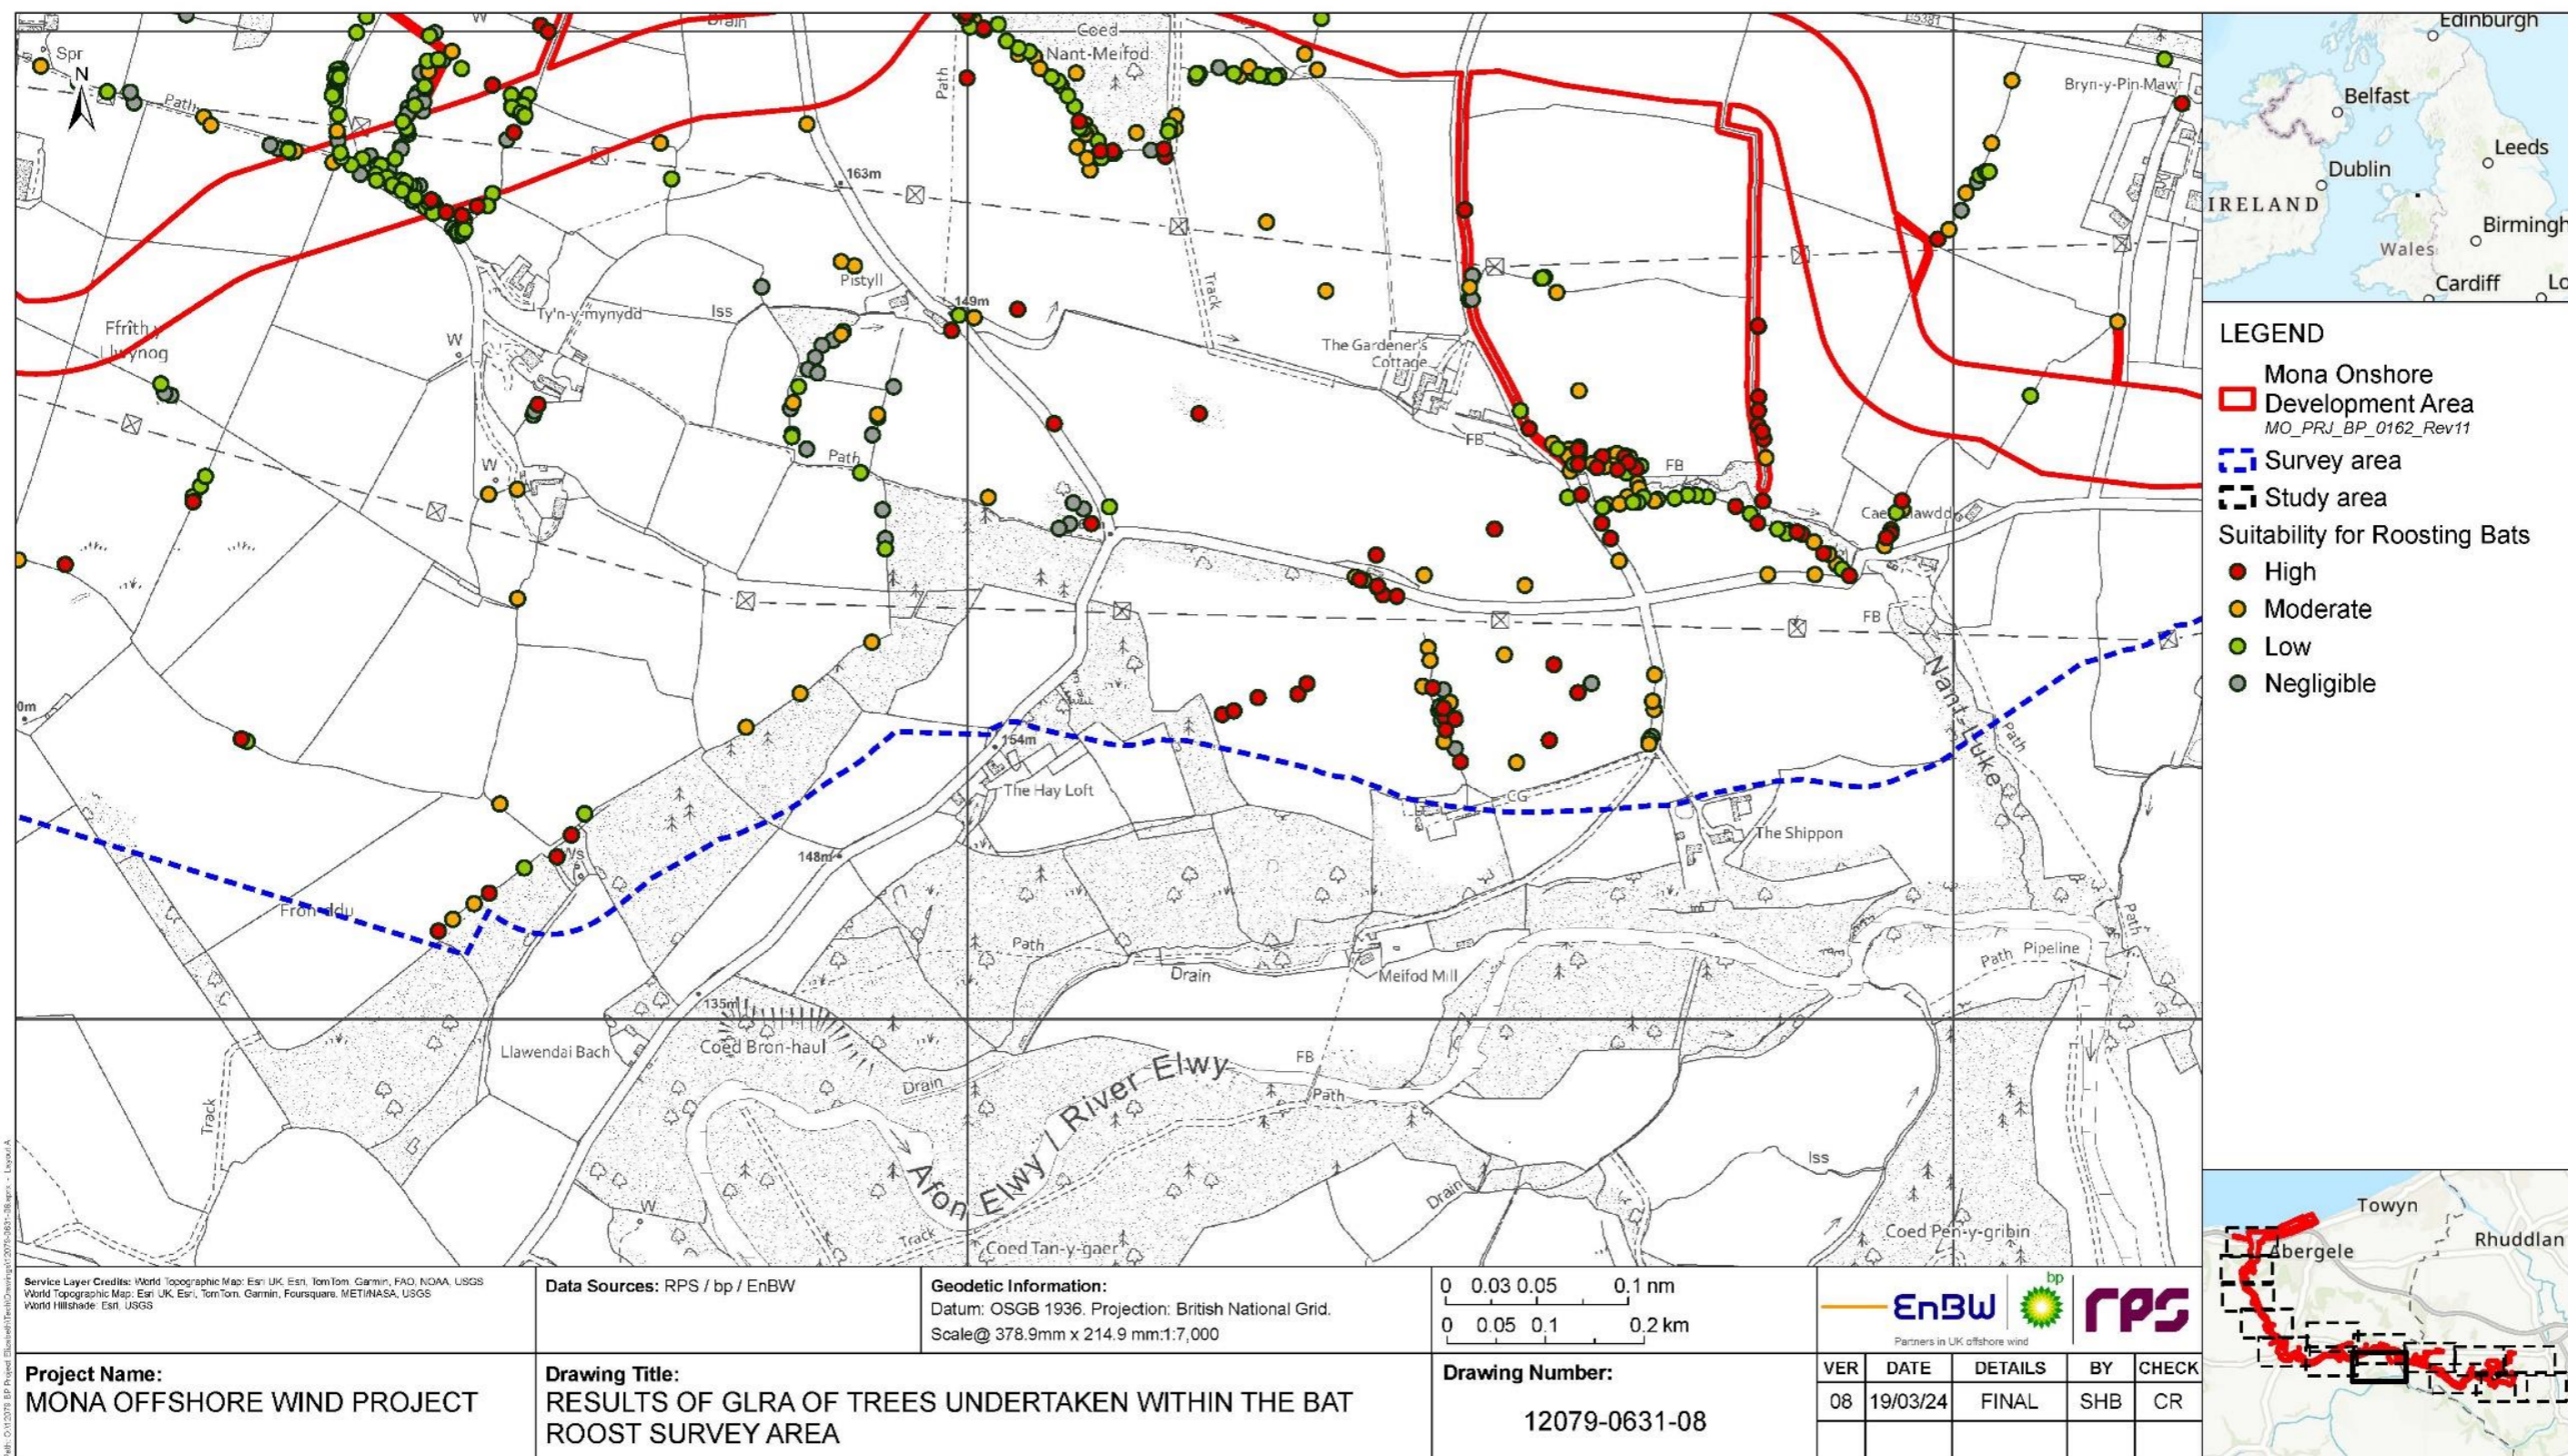 Drain
W
Spr
N
Path
Coed
Nant-Meifod
Path
163m
Bryn-y-Pin Mawr
Pistyll
149m
Track
Ty'n-y-mynydd
Iss
Ffrîth y
Llwynog
W
The Gardener's
Cottage
FB
Path
W
FB
FB
0m
154m
The Hay Loft
CG
Nant-Luke
Path
The Shippon
148m
Ws
Fron-ddu
Path
Path
Pipeline
Path
Drain
Meifod Mill
135m
Coed Bron-haul
Llawendai Bach
Drain
FB
Path
Afon Elwy / River Elwy
Track
W
Track
Coed Tan-y-gaer
Drain
Iss
Coed Pen-y-gribin
Edinburgh
Belfast
Leeds
Dublin
IRELAND
Birmingh
Wales
Cardiff
Lo
LEGEND
Mona Onshore
Development Area
MO_PRJ_BP_0162_Rev11
Survey area
Study area
Suitability for Roosting Bats
High
Moderate
Low
Negligible
Towyn
Abergele
Rhuddlan
Service Layer Credits: World Topographic Map: Esri UK, Esri, TomTom, Garmin, FAO, NOAA, USGS
World Topographic Map: Esri UK, Esri, TomTom, Garmin, Foursquare, METI/NASA, USGS
World Hillshade: Esri, USGS
Data Sources: RPS / bp / EnBW
Geodetic Information:
Datum: OSGB 1936. Projection: British National Grid.
Scale@ 378.9mm x 214.9 mm:1:7,000
0 0.03 0.05 0.1 nm
0 0.05 0.1 0.2 km
EnBW
bp
rps
Partners in UK offshore wind
Project Name:
MONA OFFSHORE WIND PROJECT
Drawing Title:
RESULTS OF GLRA OF TREES UNDERTAKEN WITHIN THE BAT
ROOST SURVEY AREA
Drawing Number:
12079-0631-08
VER DATE DETAILS BY CHECK
08 19/03/24 FINAL SHB CR